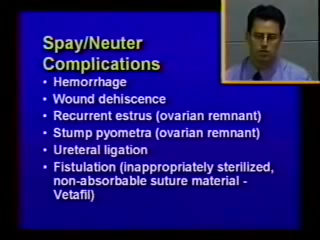 Spay/Neuter
Complications
• Hemorrhage
• Wound dehiscence
• Recurrent estrus (ovarian remnant)
• Stump pyometra (ovarian remnant)
• Ureteral ligation
• Fistulation (inappropriately sterilized,
non-absorbable suture material -
Vetafil)